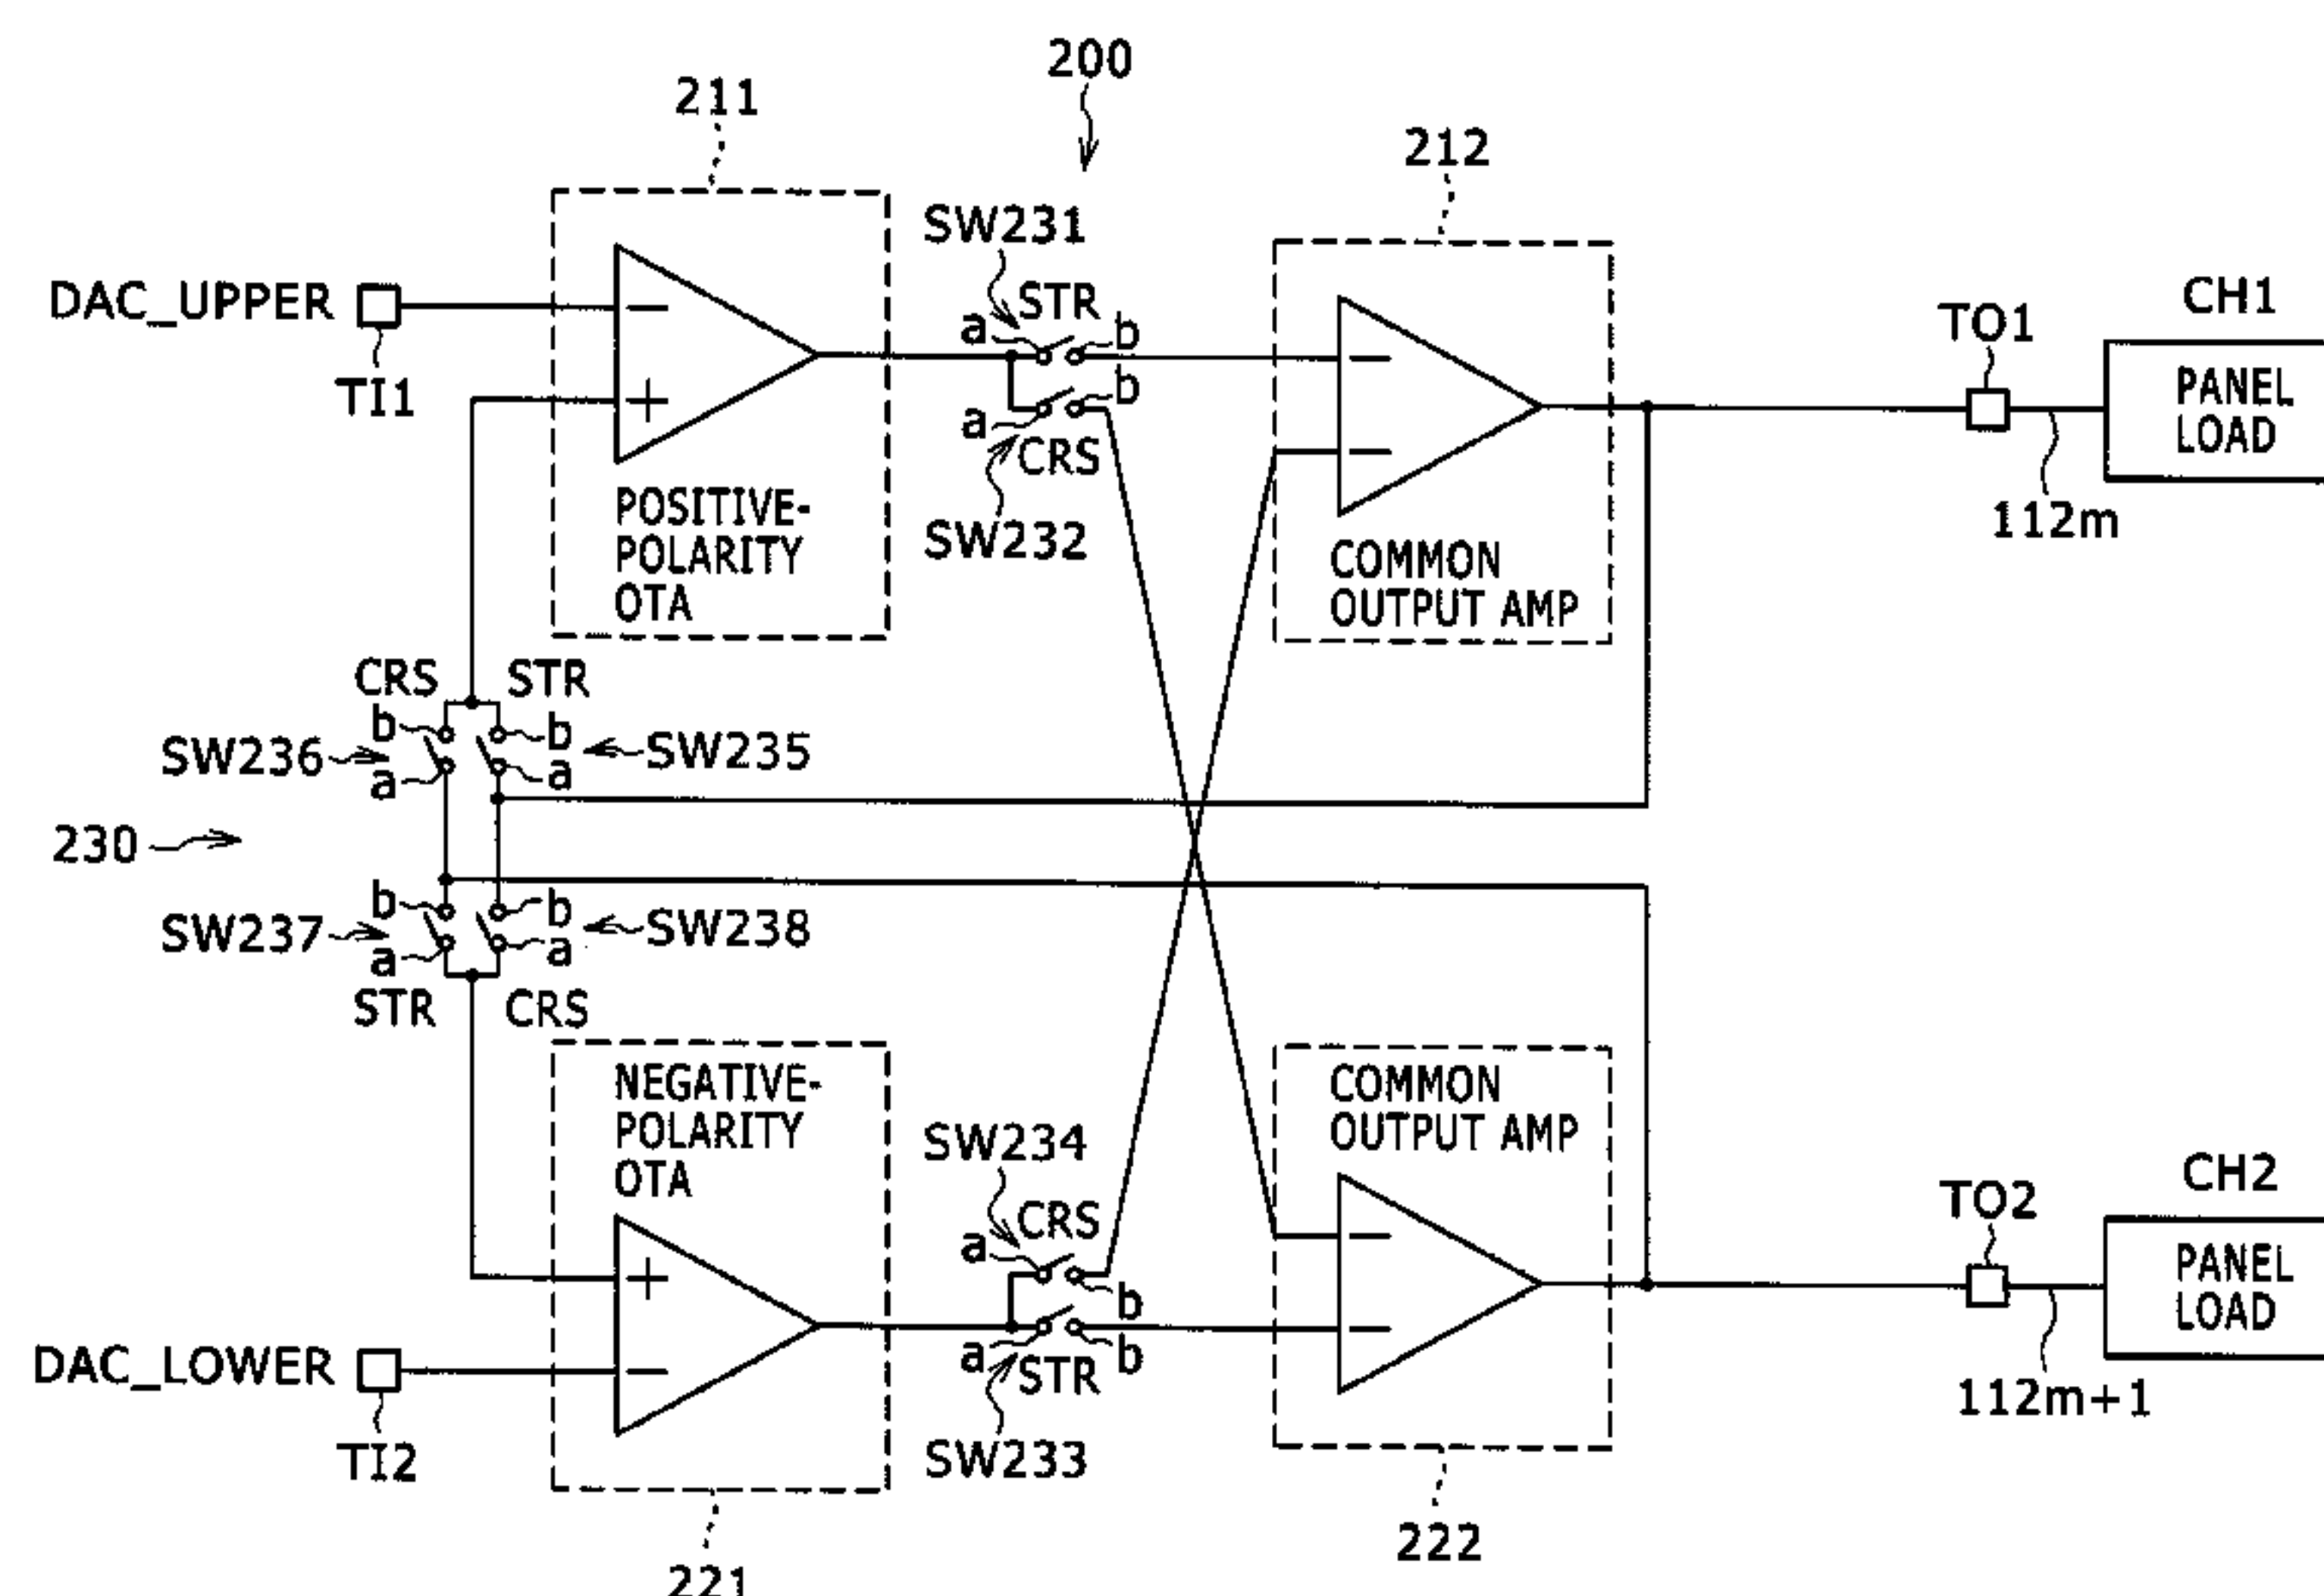 200
211
212
SW231
STR
DAC_UPPER
a
b
TO1
CH1
TI1
b
PANEL
LOAD
a
CRS
POSITIVE-
POLARITY
OTA
SW232
112m
COMMON
OUTPUT AMP
CRS
STR
b
b
SW236
SW235
a
a
230
b
b
SW237
SW238
a
a
STR
CRS
NEGATIVE-
POLARITY
OTA
COMMON
OUTPUT AMP
SW234
CRS
a
TO2
CH2
b
PANEL
LOAD
DAC_LOWER
a
b
STR
112m+1
TI2
SW233
222
221